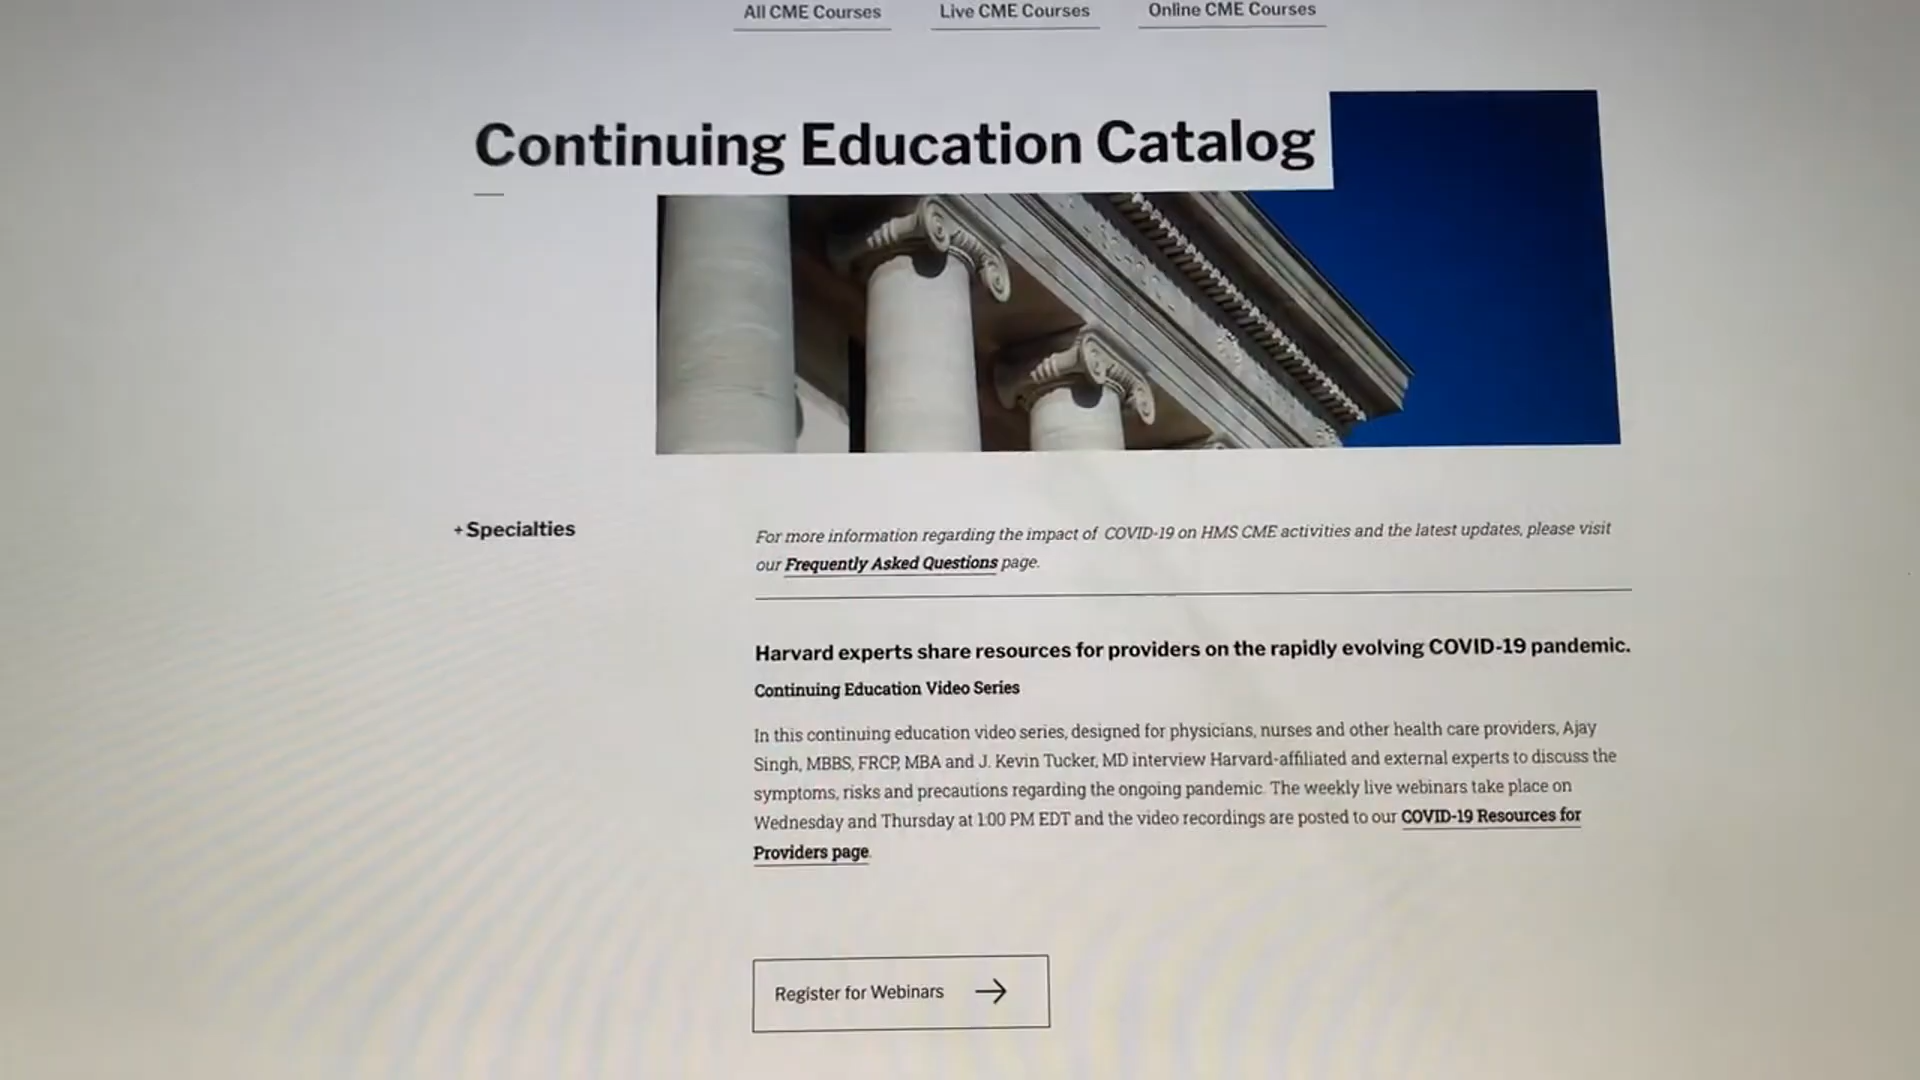 All CME Courses Live CME Courses Online CME Courses
Continuing Education Catalog
+ Specialties
For more information regarding the impact of COVID-19 on HMS CME activities and the latest updates, please visit
our Frequently Asked Questions page.
Harvard experts share resources for providers on the rapidly evolving COVID-19 pandemic.
Continuing Education Video Series
In this continuing education video series, designed for physicians, nurses and other health care providers, Ajay
Singh, MBBS, FRCP, MBA and J. Kevin Tucker, MD interview Harvard-affiliated and external experts to discuss the
symptoms, risks and precautions regarding the ongoing pandemic. The weekly live webinars take place on
Wednesday and Thursday at 1:00 PM EDT and the video recordings are posted to our COVID-19 Resources for
Providers page.
Register for Webinars →